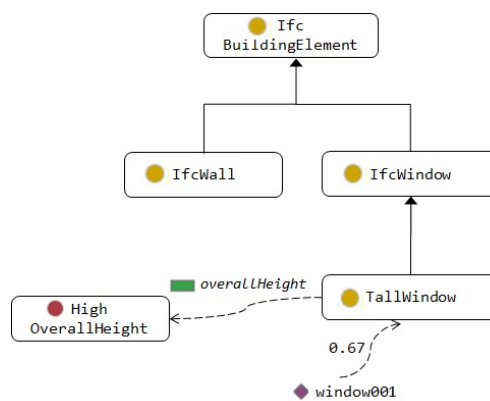 Ifc
BuildingElement
IfcWall
IfcWindow
overallHeight
High
OverallHeight
TallWindow
0.67
window001